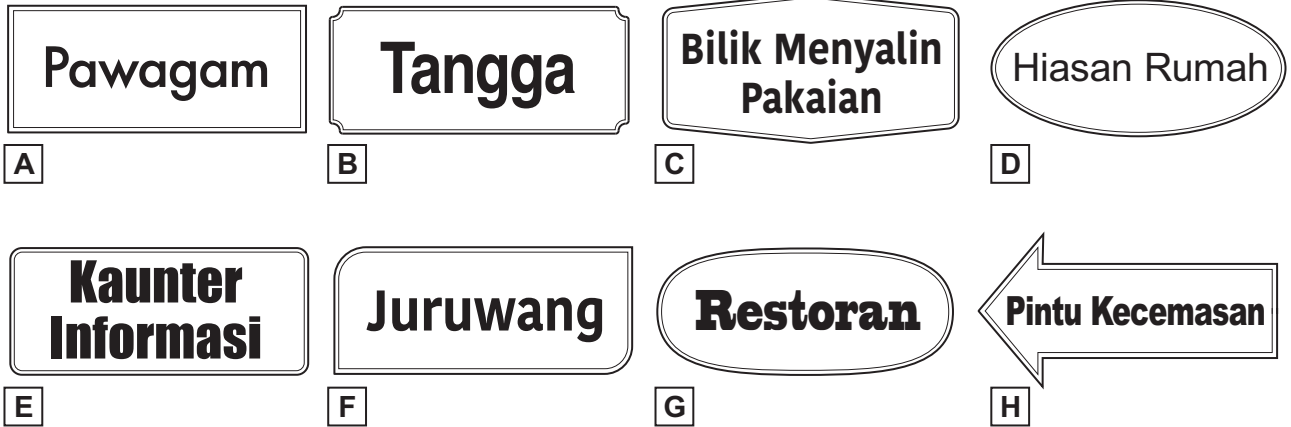 Pawagam
Tangga
Bilik Menyalin
Pakaian
Hiasan Rumah
A
B
C
D
Kaunter
Informasi
Juruwang
Restoran
Pintu Kecemasan
E
F
G
H